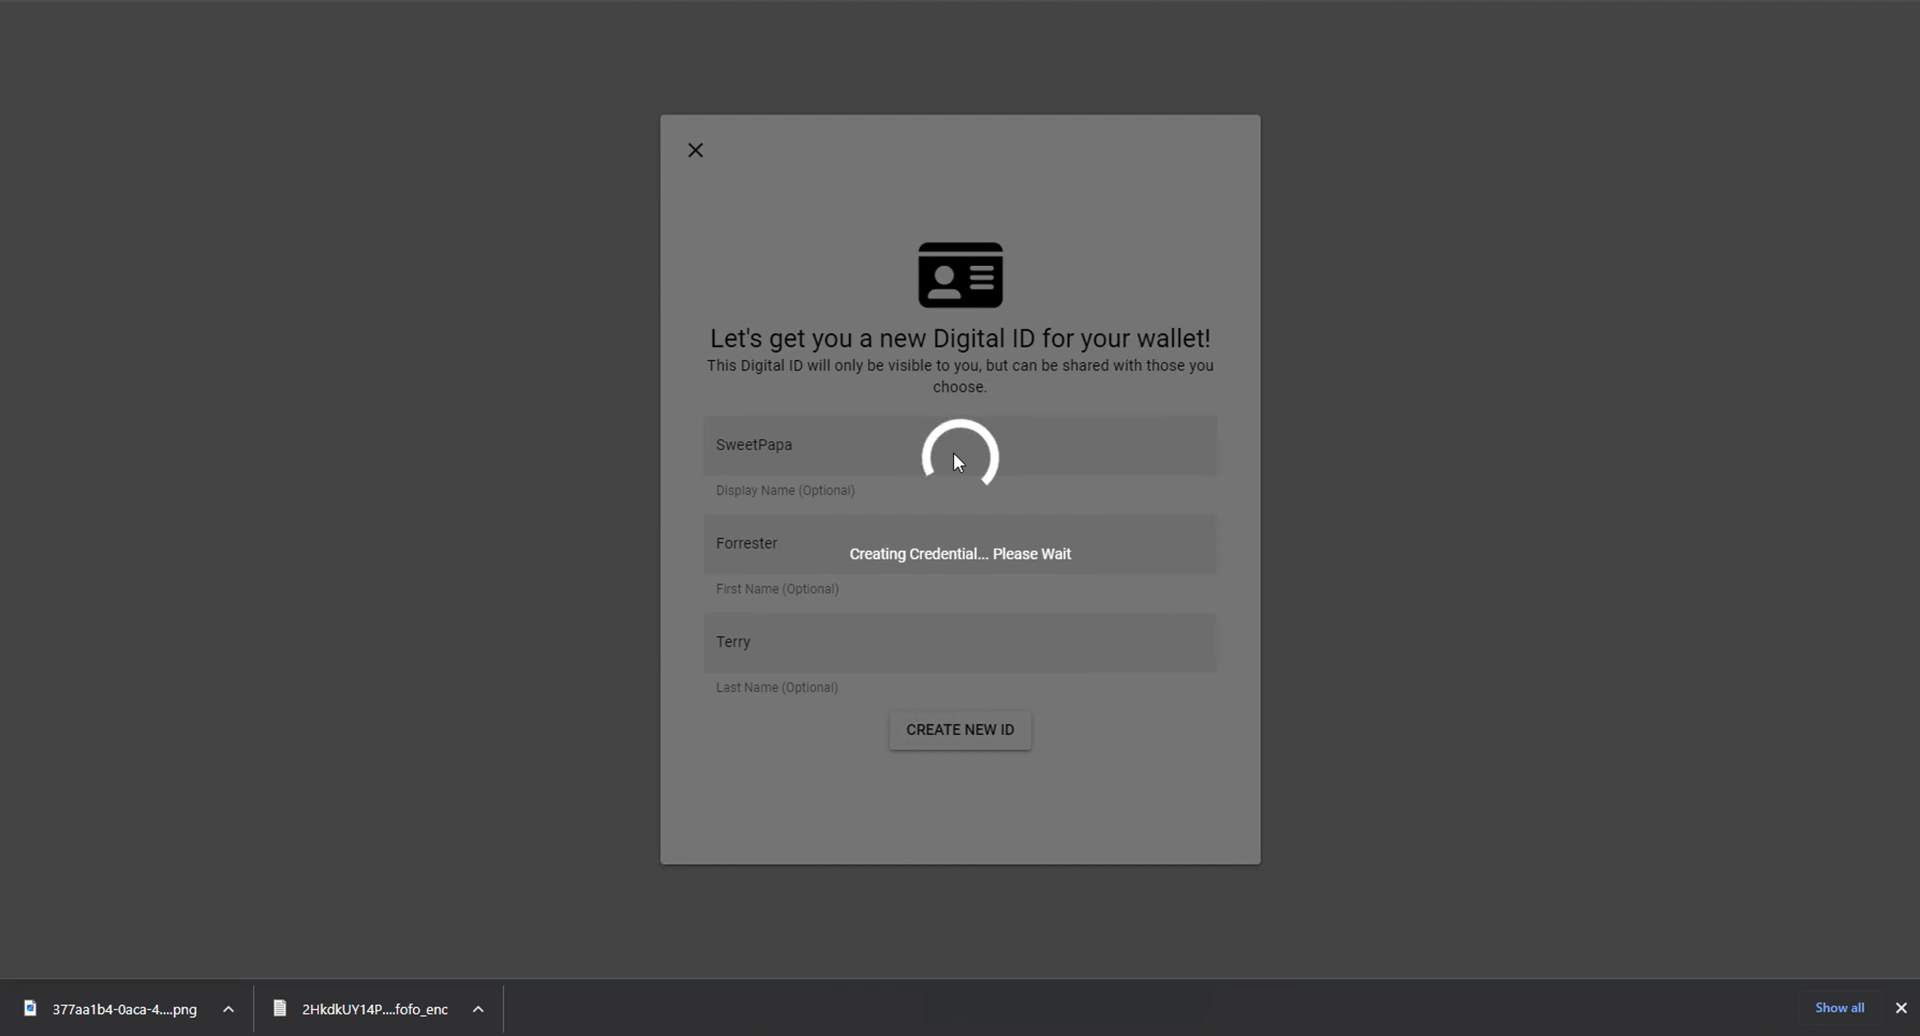 Let's get you a new Digital ID for your wallet!
This Digital ID will only be visible to you, but can be shared with those you
choose.
SweetPapa
Display Name (Optional)
Forrester
Creating Credential... Please Wait
First Name (Optional)
Terry
Last Name (Optional)
CREATE NEW ID
377aa1b4-0aca-4....png
2HkdkUY14P....fofo_enc
Show all